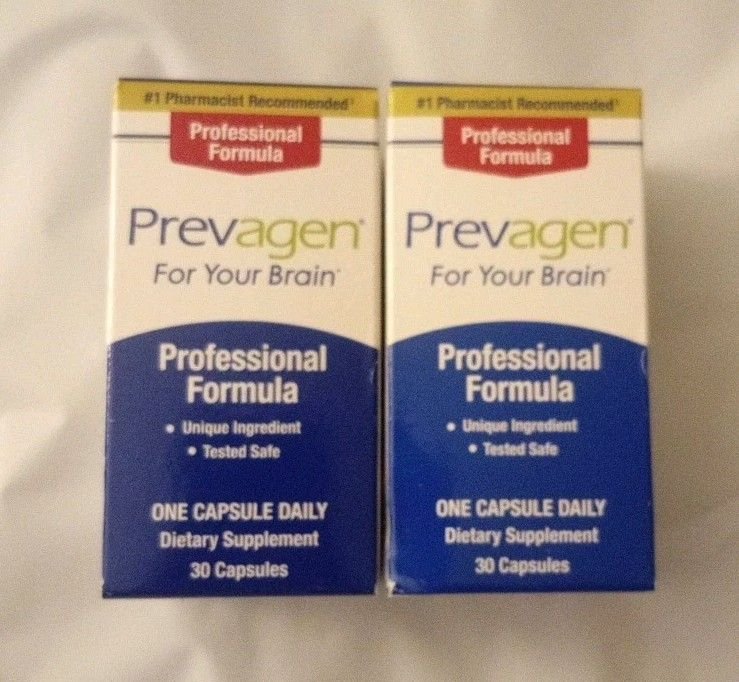 #1 Pharmacist Recommended†
Professional
Formula
Prevagen®
For Your Brain®
Professional
Formula
• Unique Ingredient
• Tested Safe
ONE CAPSULE DAILY
Dietary Supplement
30 Capsules
#1 Pharmacist Recommended†
Professional
Formula
Prevagen®
For Your Brain®
Professional
Formula
• Unique Ingredient
• Tested Safe
ONE CAPSULE DAILY
Dietary Supplement
30 Capsules